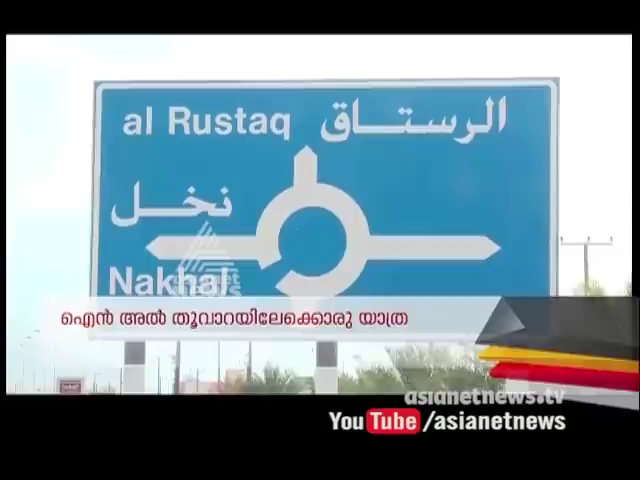 al Rustaq الرستاق
نخل
Nakhal
ഐൻ അൽ തൂവാറയിലേക്കൊരു യാത്ര
asianetnews.tv
YouTube /asianetnews